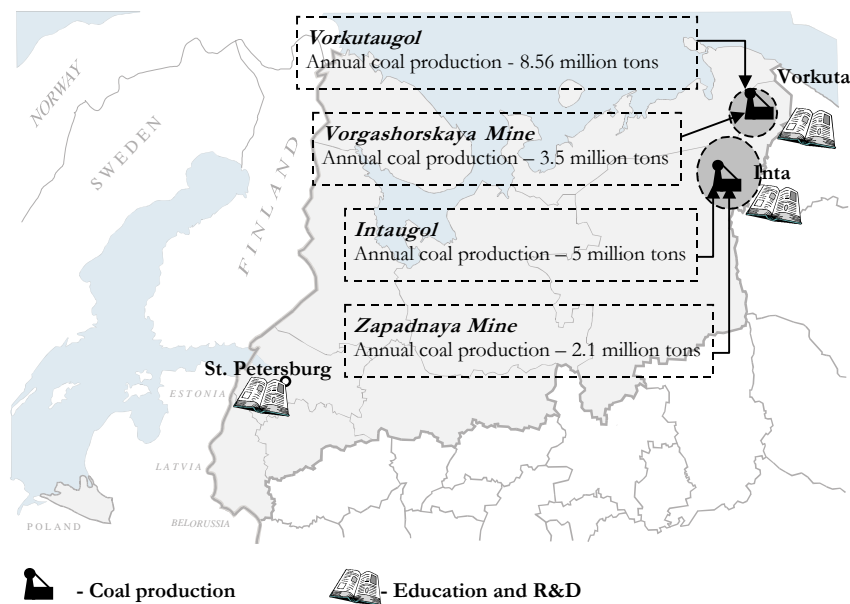 Vorkutaugol
Annual coal production - 8.56 million tons
Vorkuta
NORWAY
SWEDEN
FINLAND
Vorgashorskaya Mine
Annual coal production – 3.5 million tons
Inta
Intaugol
Annual coal production – 5 million tons
Zapadnaya Mine
Annual coal production – 2.1 million tons
St. Petersburg
ESTONIA
LATVIA
POLAND
BELORUSSIA
- Coal production
- Education and R&D